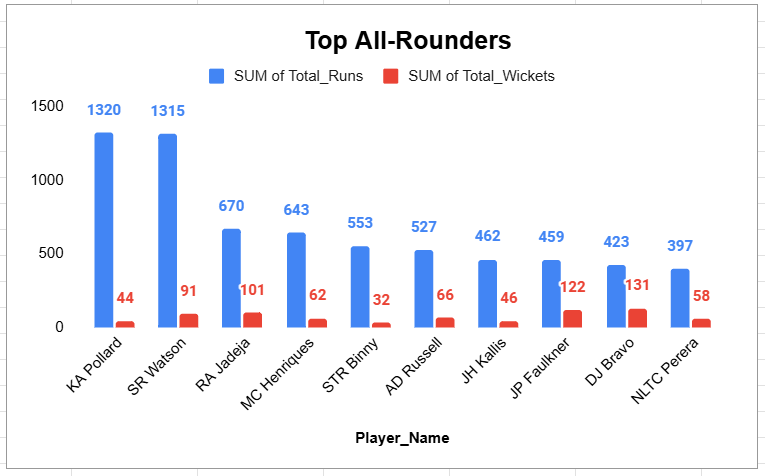 Top All-Rounders
SUM of Total_Runs SUM of Total_Wickets
1500
1000
500
0
1320 1315 670 643 553 527 462 459 423 397
44 91 101 62 32 66 46 122 131 58
KA Pollard
SR Watson
RA Jadeja
MC Henriques
STR Binny
AD Russell
JH Kallis
JP Faulkner
DJ Bravo
NLTC Perera
Player_Name